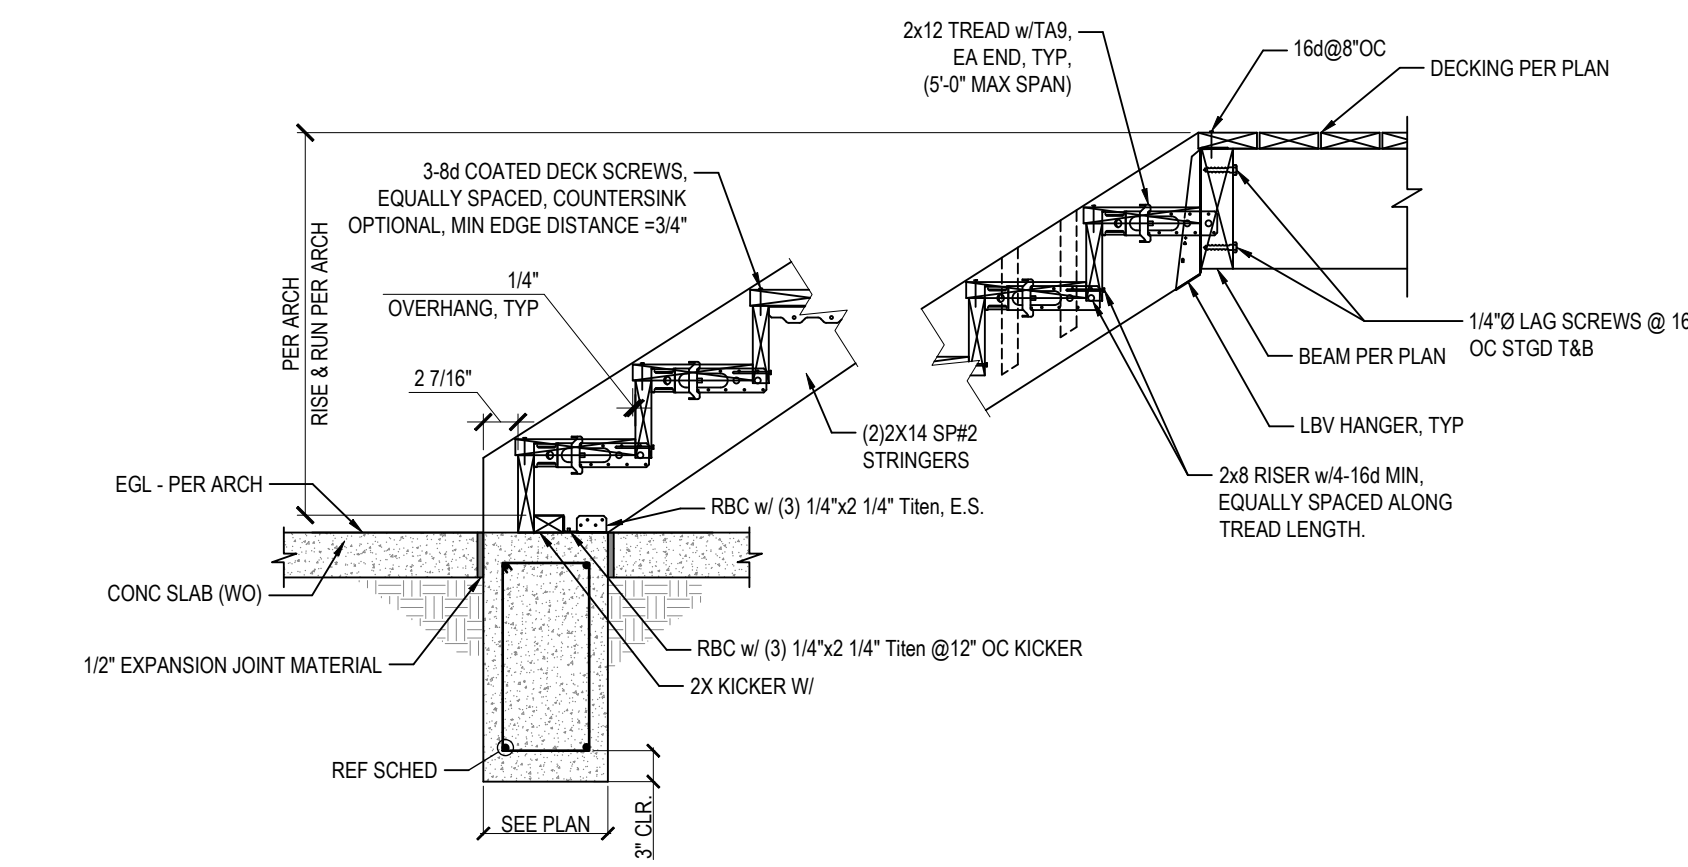 2x12 TREAD w/TA9,
EA END, TYP,
(5'-0" MAX SPAN)
16d@8"OC
DECKING PER PLAN
3-8d COATED DECK SCREWS,
EQUALLY SPACED, COUNTERSINK
OPTIONAL, MIN EDGE DISTANCE =3/4"
PER ARCH
RISE & RUN PER ARCH
1/4"
OVERHANG, TYP
2 7/16"
1/4"Ø LAG SCREWS @ 16
OC STGD T&B
BEAM PER PLAN
LBV HANGER, TYP
(2)2X14 SP#2
STRINGERS
2x8 RISER w/4-16d MIN,
EQUALLY SPACED ALONG
TREAD LENGTH.
EGL - PER ARCH
RBC w/ (3) 1/4"x2 1/4" Titen, E.S.
CONC SLAB (WO)
RBC w/ (3) 1/4"x2 1/4" Titen @12" OC KICKER
1/2" EXPANSION JOINT MATERIAL
2X KICKER W/
REF SCHED
SEE PLAN
3" CLR.